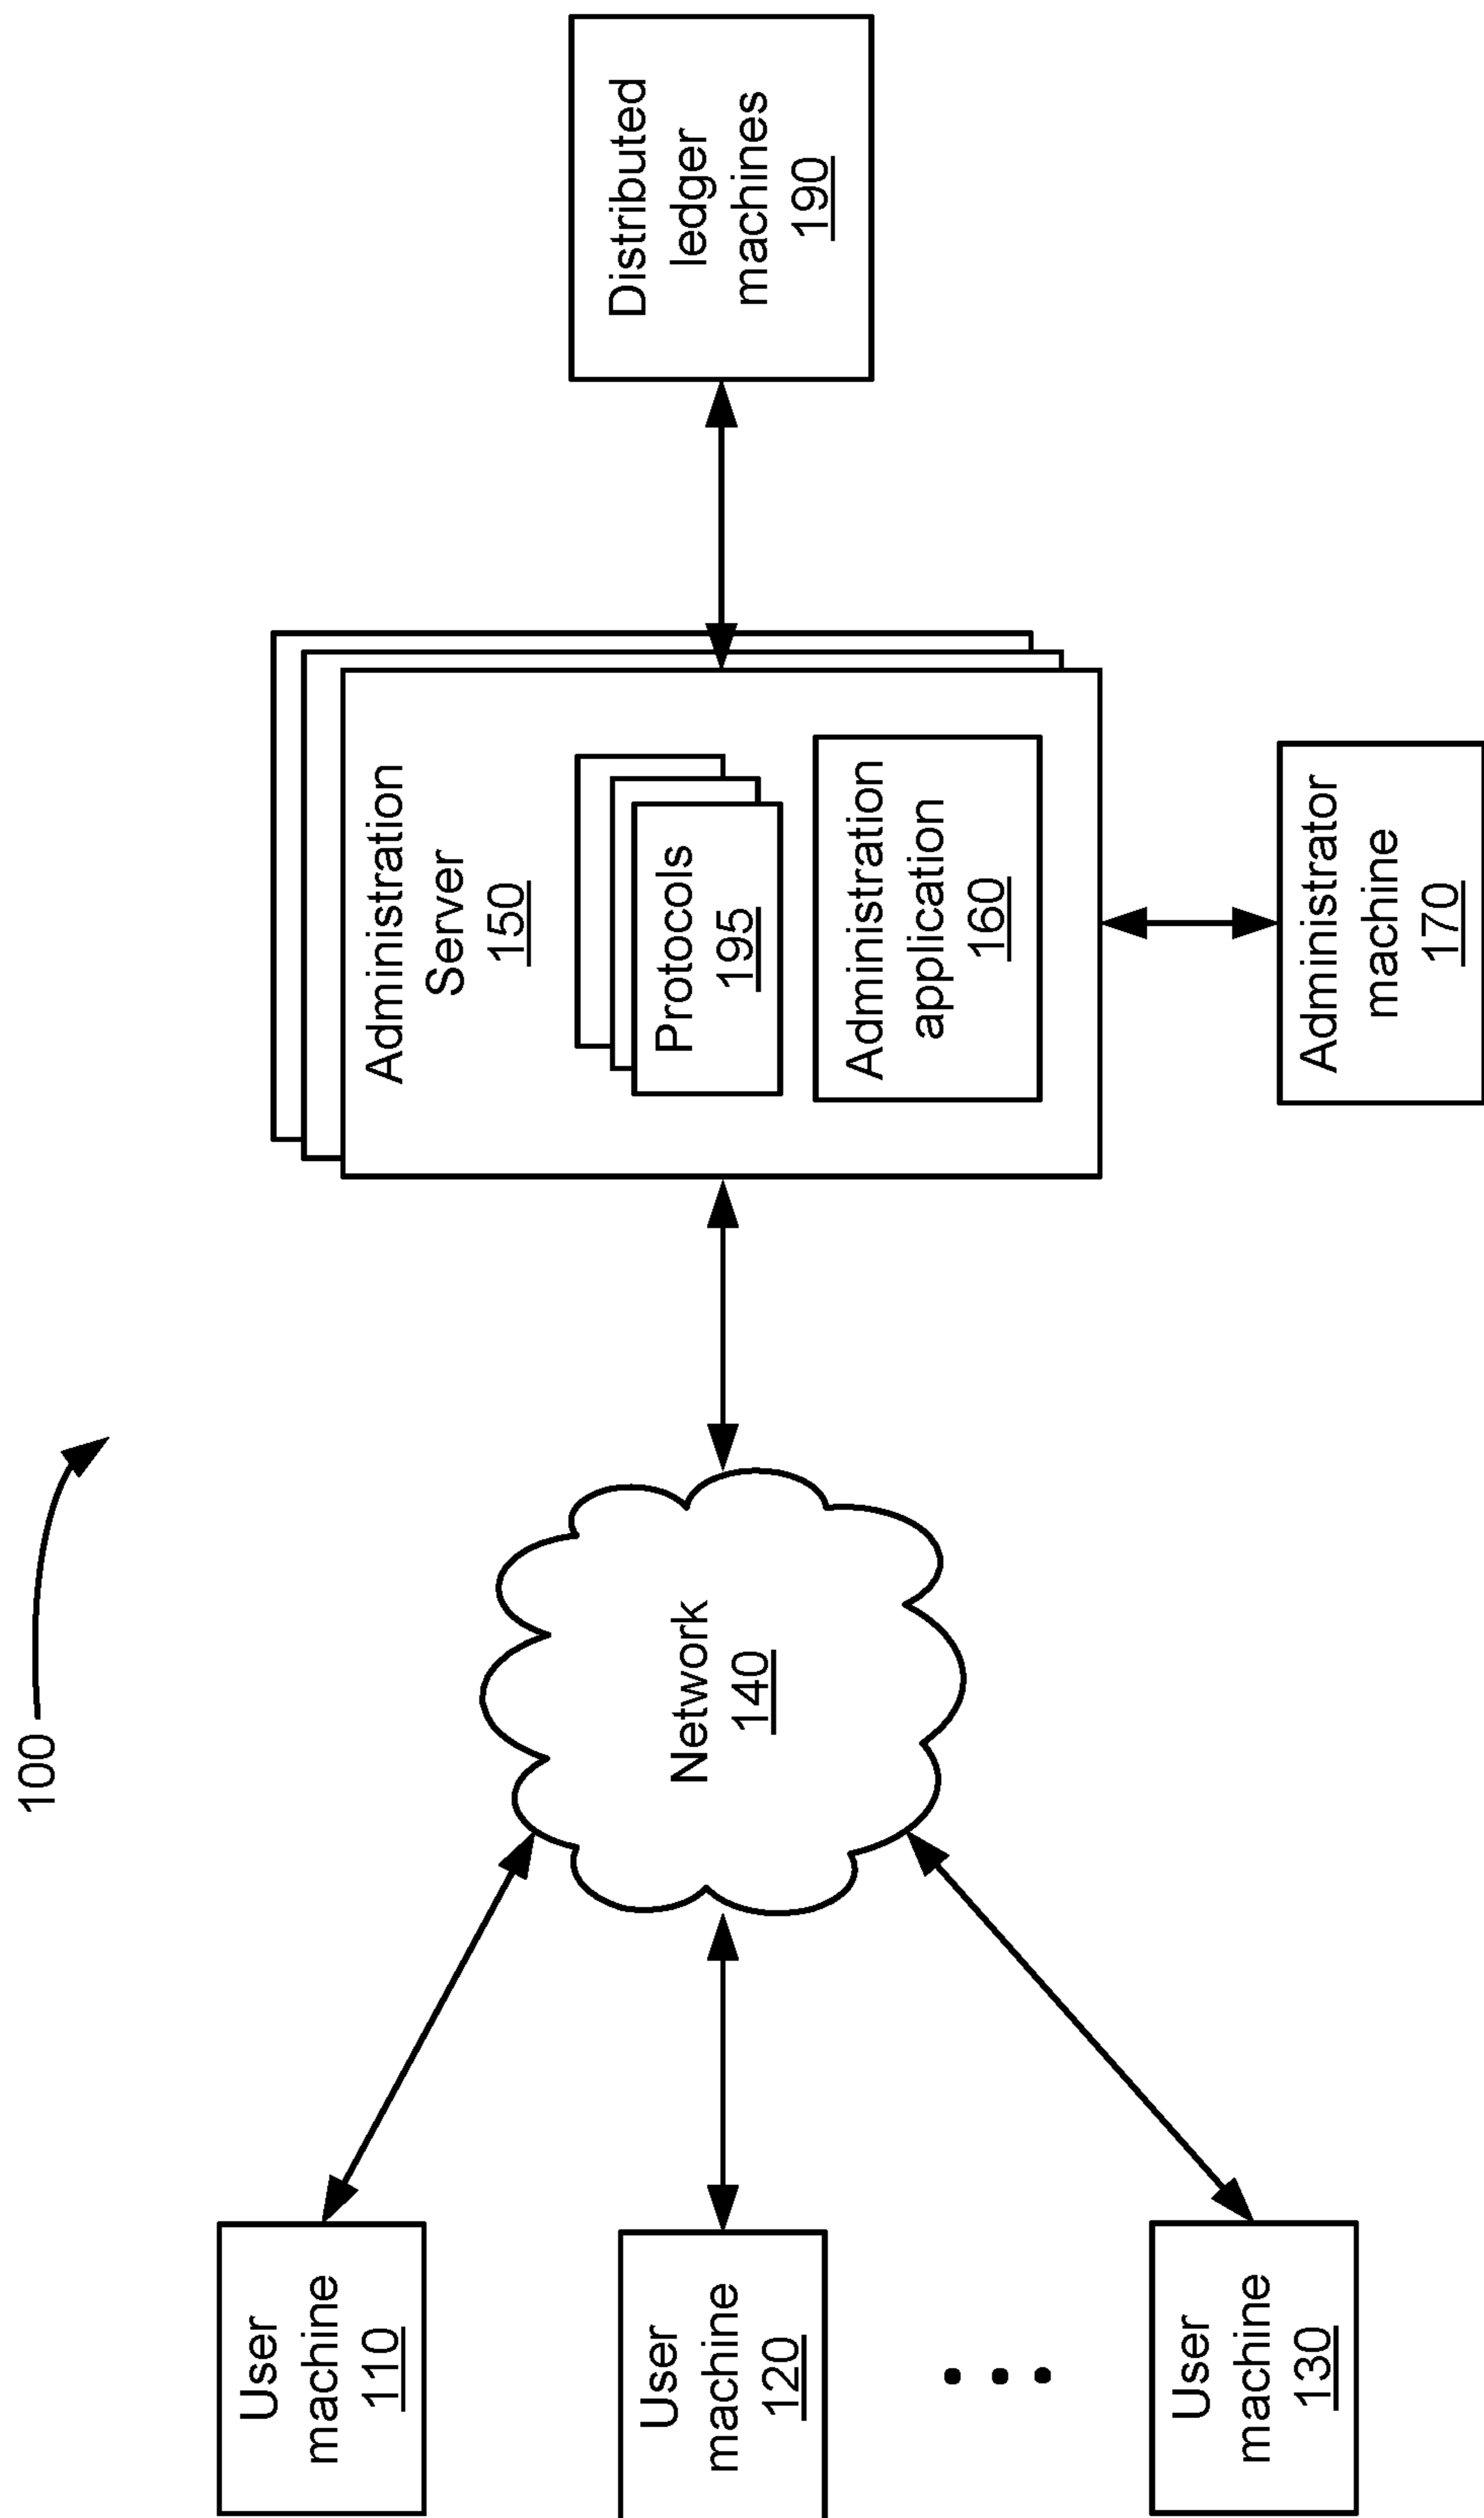 100
User
machine
110
User
machine
120
User
machine
130
Network
140
Administration
Server
150
Protocols
195
Administration
application
160
Administrator
machine
170
Distributed
ledger
machines
190